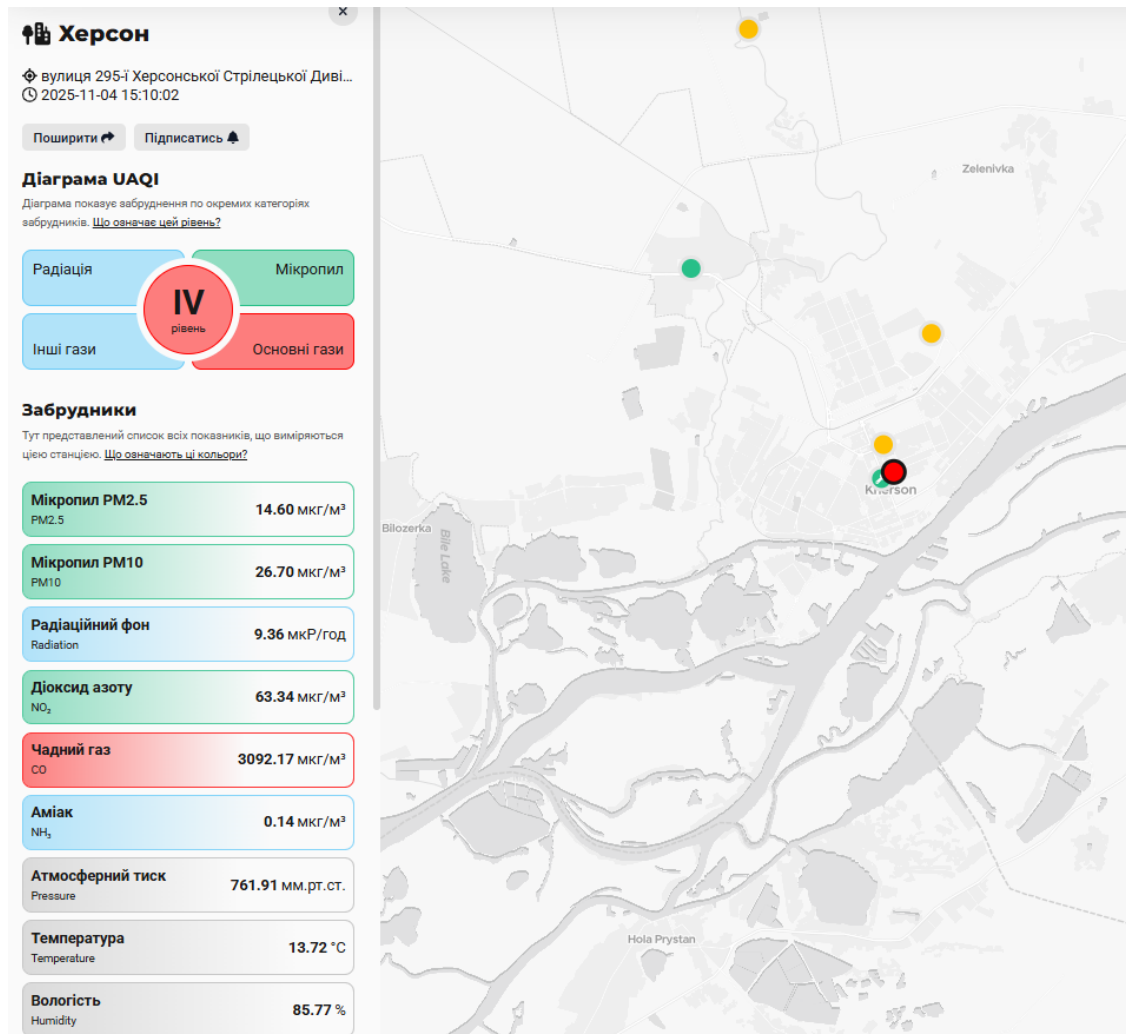 Херсон
вулиця 295-ї Херсонської Стрілецької Диві...
2025-11-04 15:10:02
Поширити
Підписатись
Діаграма UAQI
Діаграма показує забруднення по окремих категоріях
забрудників. Що означає цей рівень?
Радіація
Мікропил
IV
рівень
Інші гази
Основні гази
Забрудники
Тут представлений список всіх показників, що виміряються
цією станцією. Що означають ці кольори?
Мікропил PM2.5
PM2.5
14.60 мкг/м³
Мікропил PM10
PM10
26.70 мкг/м³
Радіаційний фон
Radiation
9.36 мкР/год
Діоксид азоту
NO₂
63.34 мкг/м³
Чадний газ
CO
3092.17 мкг/м³
Аміак
NH₃
0.14 мкг/м³
Атмосферний тиск
Pressure
761.91 мм.рт.ст.
Температура
Temperature
13.72 °C
Вологість
Humidity
85.77 %
Zelenivka
Kherson
Bilozerka
Bile Lake
Hola Prystan